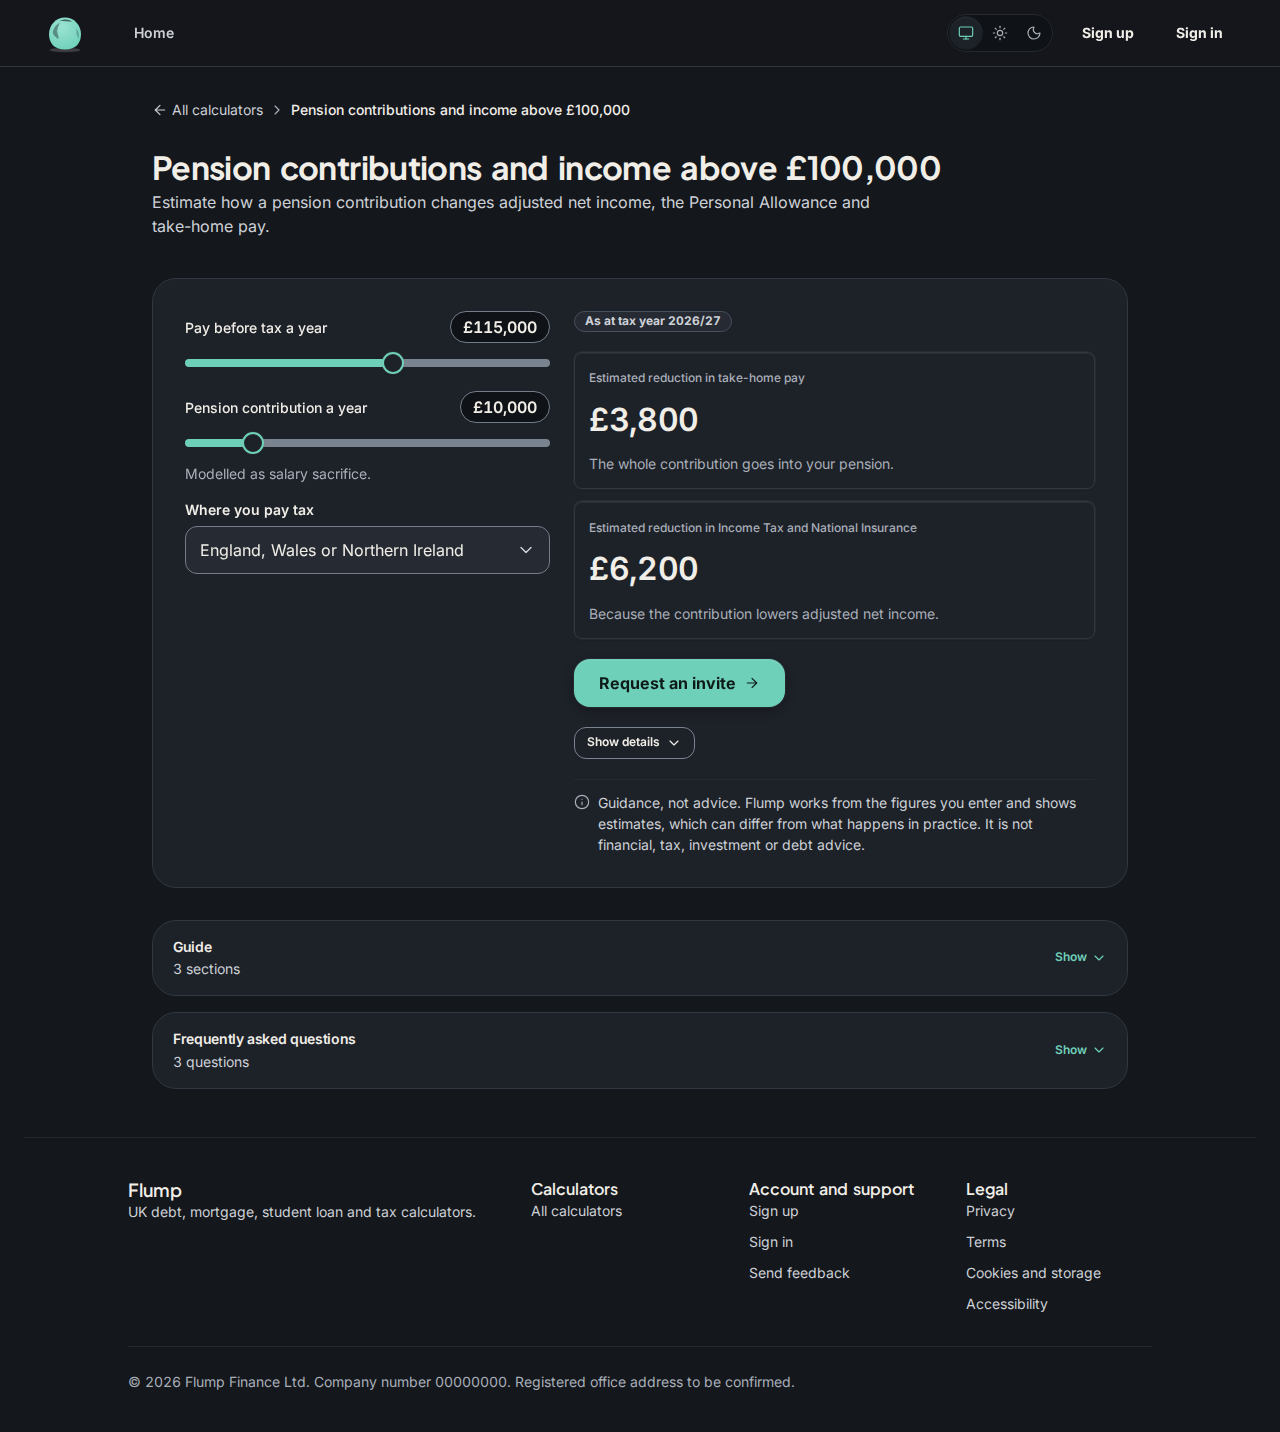 Home
Sign up
Sign in
All calculators
Pension contributions and income above £100,000
Pension contributions and income above £100,000
Estimate how a pension contribution changes adjusted net income, the Personal Allowance and
take-home pay.
Pay before tax a year
£115,000
Pension contribution a year
£10,000
Modelled as salary sacrifice.
Where you pay tax
England, Wales or Northern Ireland
As at tax year 2026/27
Estimated reduction in take-home pay
£3,800
The whole contribution goes into your pension.
Estimated reduction in Income Tax and National Insurance
£6,200
Because the contribution lowers adjusted net income.
Request an invite
Show details
Guidance, not advice. Flump works from the figures you enter and shows
estimates, which can differ from what happens in practice. It is not
financial, tax, investment or debt advice.
Guide
3 sections
Show
Frequently asked questions
3 questions
Show
Flump
UK debt, mortgage, student loan and tax calculators.
Calculators
All calculators
Account and support
Sign up
Sign in
Send feedback
Legal
Privacy
Terms
Cookies and storage
Accessibility
© 2026 Flump Finance Ltd. Company number 00000000. Registered office address to be confirmed.